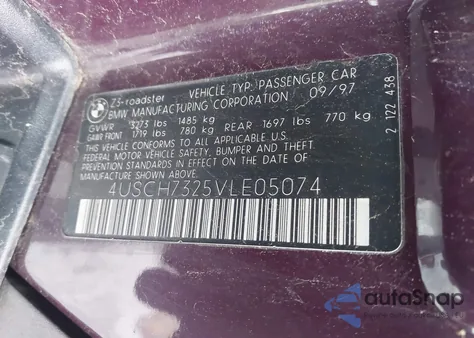 BMW
Z3-roadster VEHICLE TYP: PASSENGER CAR
BMW MANUFACTURING CORPORATION 09/97
GVWR 3273 lbs 1485 kg
GAWR FRONT 1719 lbs 780 kg REAR 1697 lbs 770 kg
THIS VEHICLE CONFORMS TO ALL APPLICABLE
U.S. FEDERAL MOTOR VEHICLE
SAFETY, BUMPER AND THEFT
PREVENTION STANDARDS IN EFFECT
ON THE DATE OF MANUFACTURE SHOWN
ABOVE.
4USCH7325VLE05074
2 122 438
autoSnap